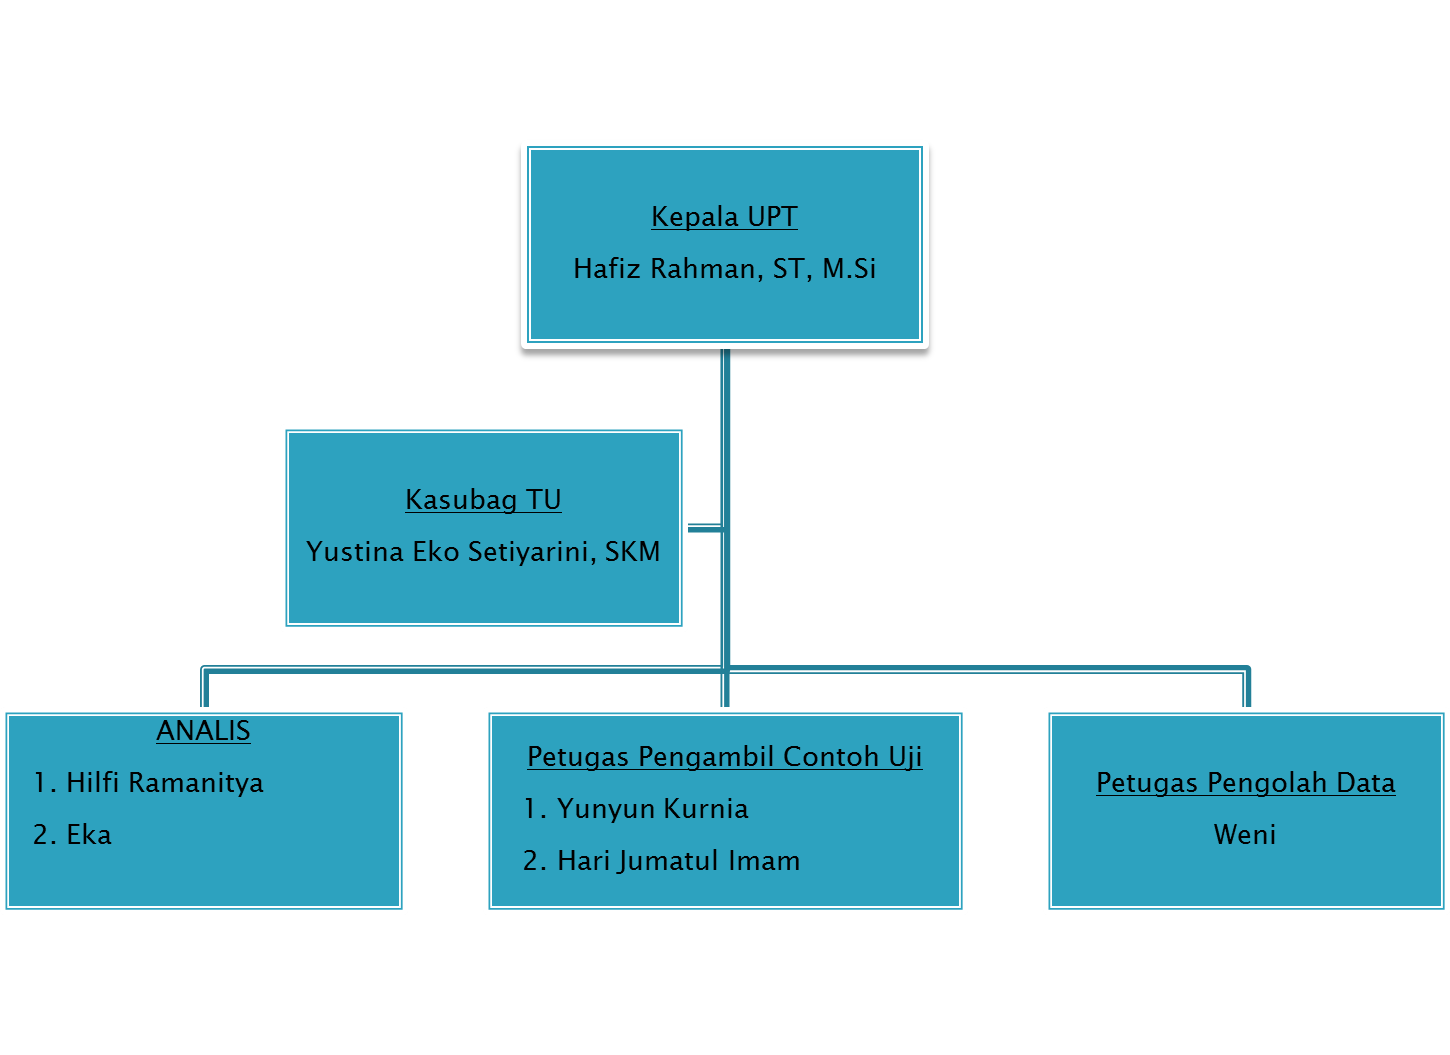 Kepala UPT
Hafiz Rahman, ST, M.Si
Kasubag TU
Yustina Eko Setiyarini, SKM
ANALIS
1. Hilfi Ramanitya
2. Eka
Petugas Pengambil Contoh Uji
1. Yunyun Kurnia
2. Hari Jumatul Imam
Petugas Pengolah Data
Weni